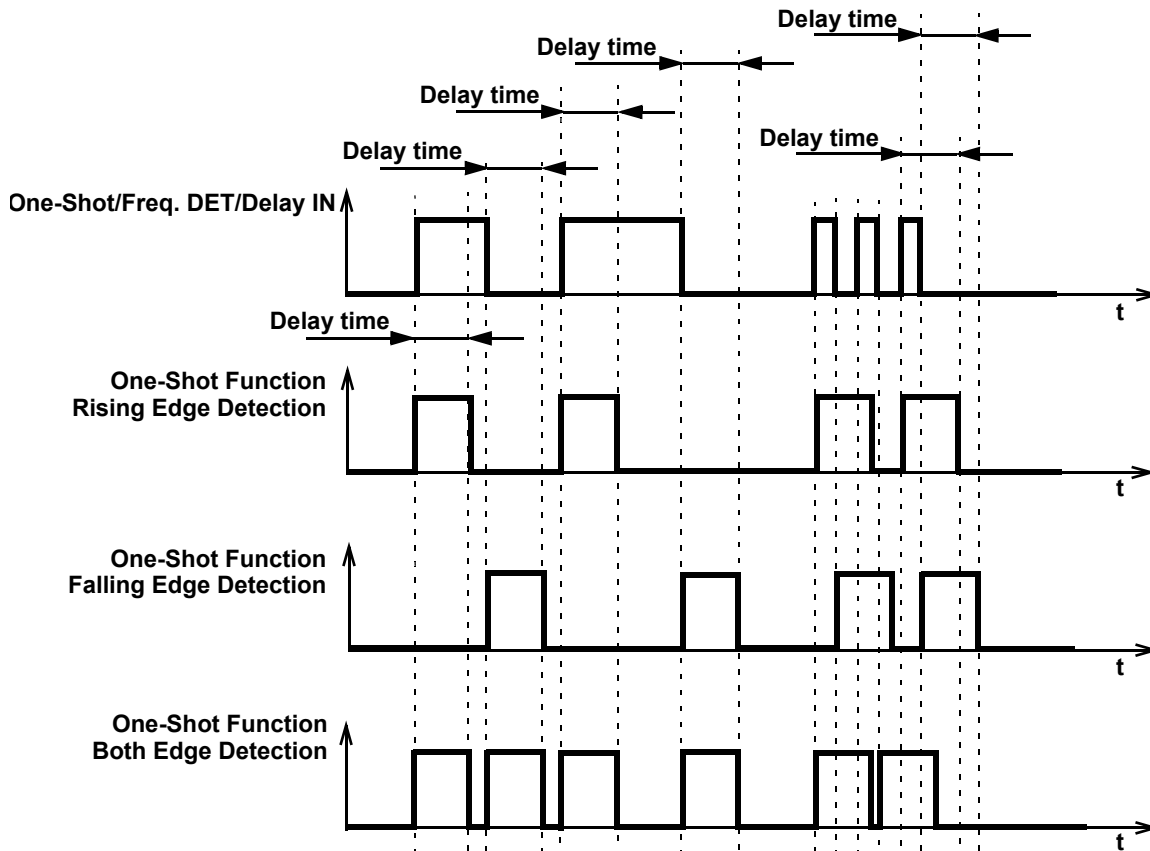 Delay time
Delay time
Delay time
Delay time
Delay time
One-Shot/Freq. DET/Delay IN
t
Delay time
One-Shot Function
Rising Edge Detection
t
One-Shot Function
Falling Edge Detection
t
One-Shot Function
Both Edge Detection
t